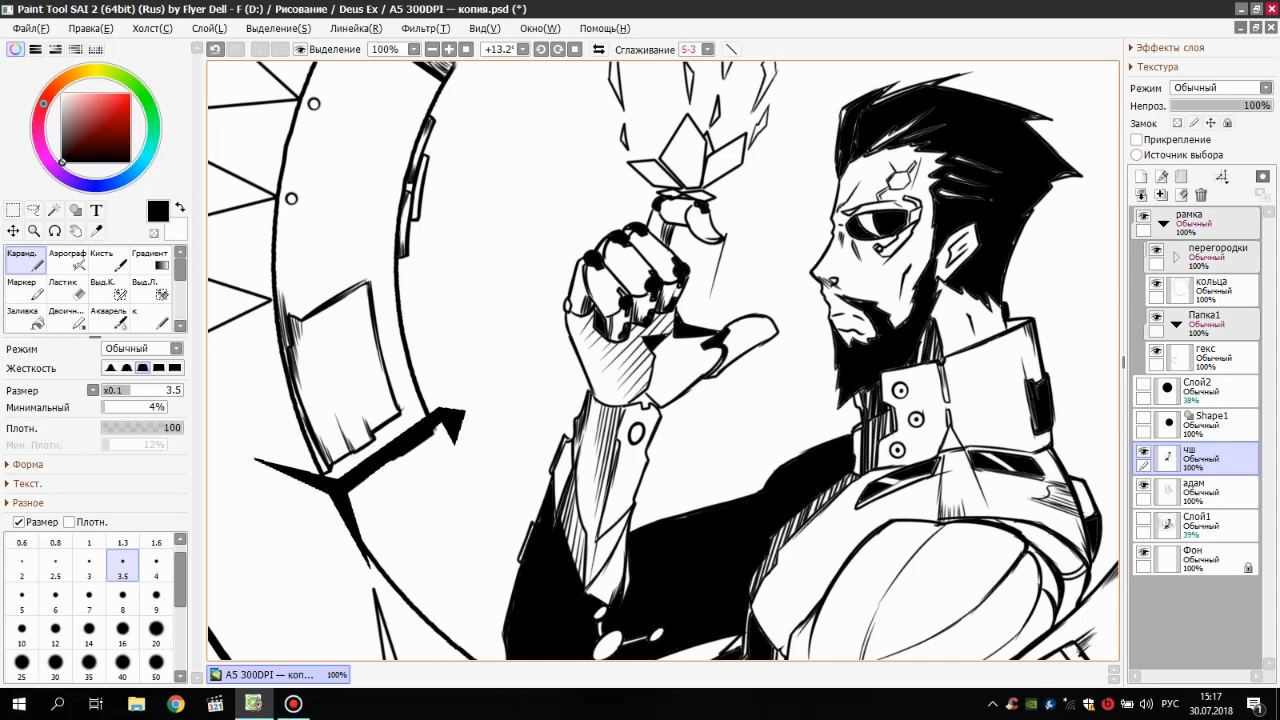 Paint Tool SAI 2 (64bit) (Rus) by Flyer Dell - F (D:) / Рисование / Deus Ex / A5 300DPI — копия.psd (*)
Файл(F) Правка(E) Холст(C) Слой(L) Выделение(S) Линейка(R) Фильтр(T) Вид(V) Окно(W) Помощь(H)
Выделение 100% +13.2° Сглаживание S-3
Эффекты слоя
Текстура
Режим Обычный
Непроз. 100%
Замок
Прикрепление
Источник выбора
T
Каранд. Аэрограф Кисть Градиент
Маркер Ластик Выд.К. Выд.Л.
Заливка Двоичн... Акварель к
Режим Обычный
Жесткость
Размер x0.1 3.5
Минимальный 4%
Плотн. 100
Мин. Плотн. 12%
Форма
Текст.
Разное
Размер Плотн.
0.6 0.8 1 1.3 1.6
2 2.5 3 3.5 4
5 6 7 8 9
10 12 14 16 20
25 30 35 40 50
рамка
Обычный
100%
перегородки
Обычный
100%
кольца
Обычный
100%
Папка1
Обычный
100%
гекс
Обычный
100%
Слой2
Обычный
38%
Shape1
Обычный
100%
чш
Обычный
100%
адам
Обычный
100%
Слой1
Обычный
39%
Фон
Обычный
100%
A5 300DPI — коп... 100%
321
РУС
15:17
30.07.2018
1